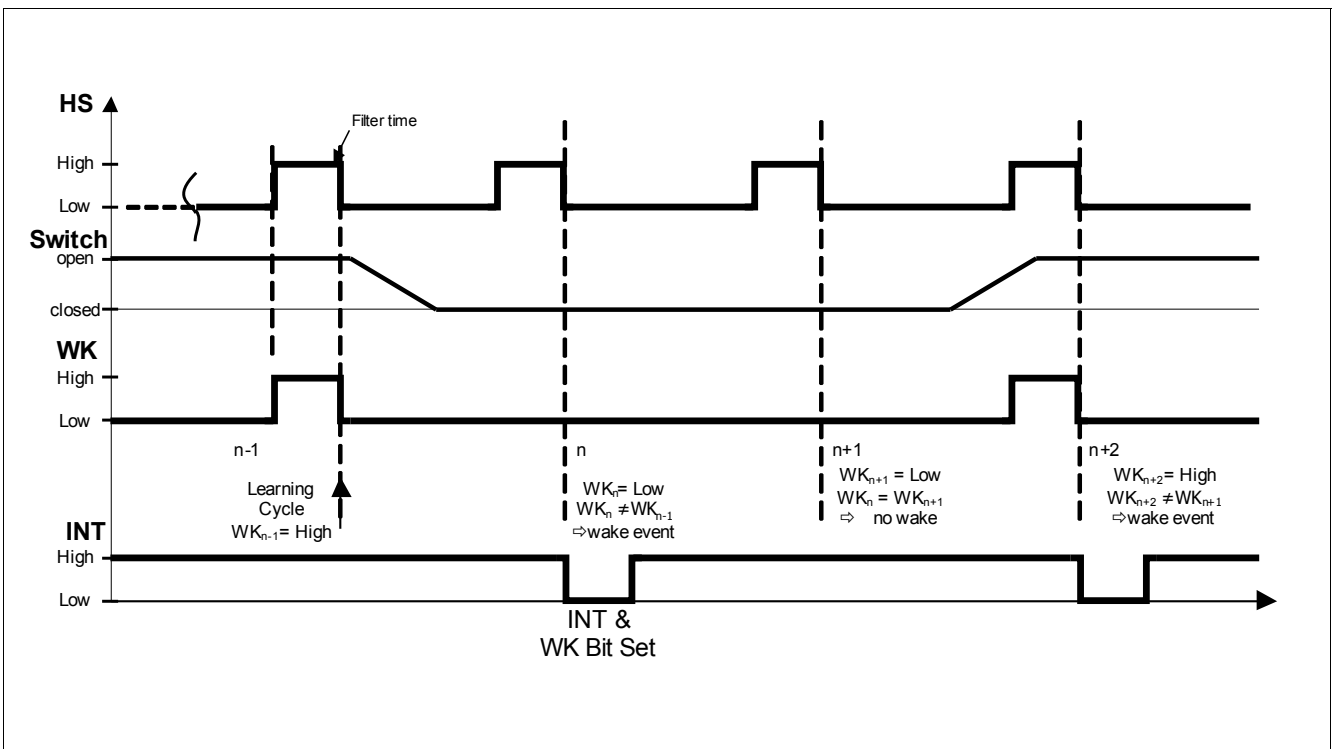 HS
Filter time
High
Low
Switch
open
closed
WK
High
Low
n-1
n
n+1
n+2
Learning
Cycle
WKn-1= High
WKn= Low
WKn ≠WKn-1
⇨wake event
WKn+1 = Low
WKn = WKn+1
⇨ no wake
WKn+2 = High
WKn+2 ≠WKn+1
⇨wake event
INT
High
Low
INT &
WK Bit Set